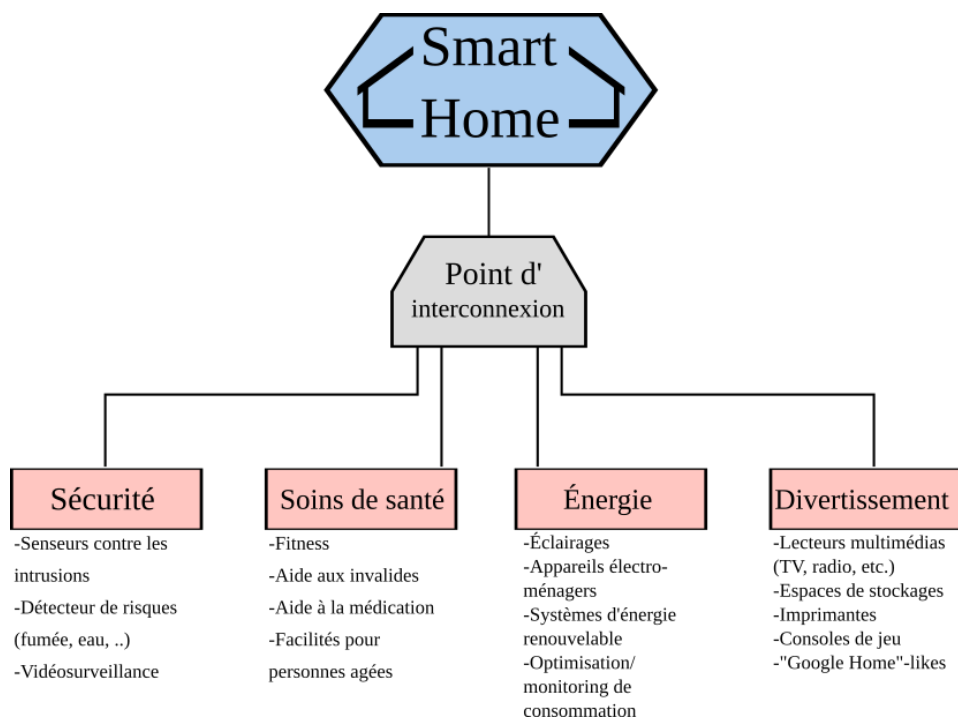 Smart
Home
Point d'
interconnexion
Sécurité
-Senseurs contre les
intrusions
-Détecteur de risques
(fumée, eau, ..)
-Vidéosurveillance
Soins de santé
-Fitness
-Aide aux invalides
-Aide à la médication
-Facilités pour
personnes agées
Énergie
-Éclairages
-Appareils électro-
ménagers
-Systèmes d'énergie
renouvelable
-Optimisation/
monitoring de
consommation
Divertissement
-Lecteurs multimédias
(TV, radio, etc.)
-Espaces de stockages
-Imprimantes
-Consoles de jeu
-"Google Home"-likes